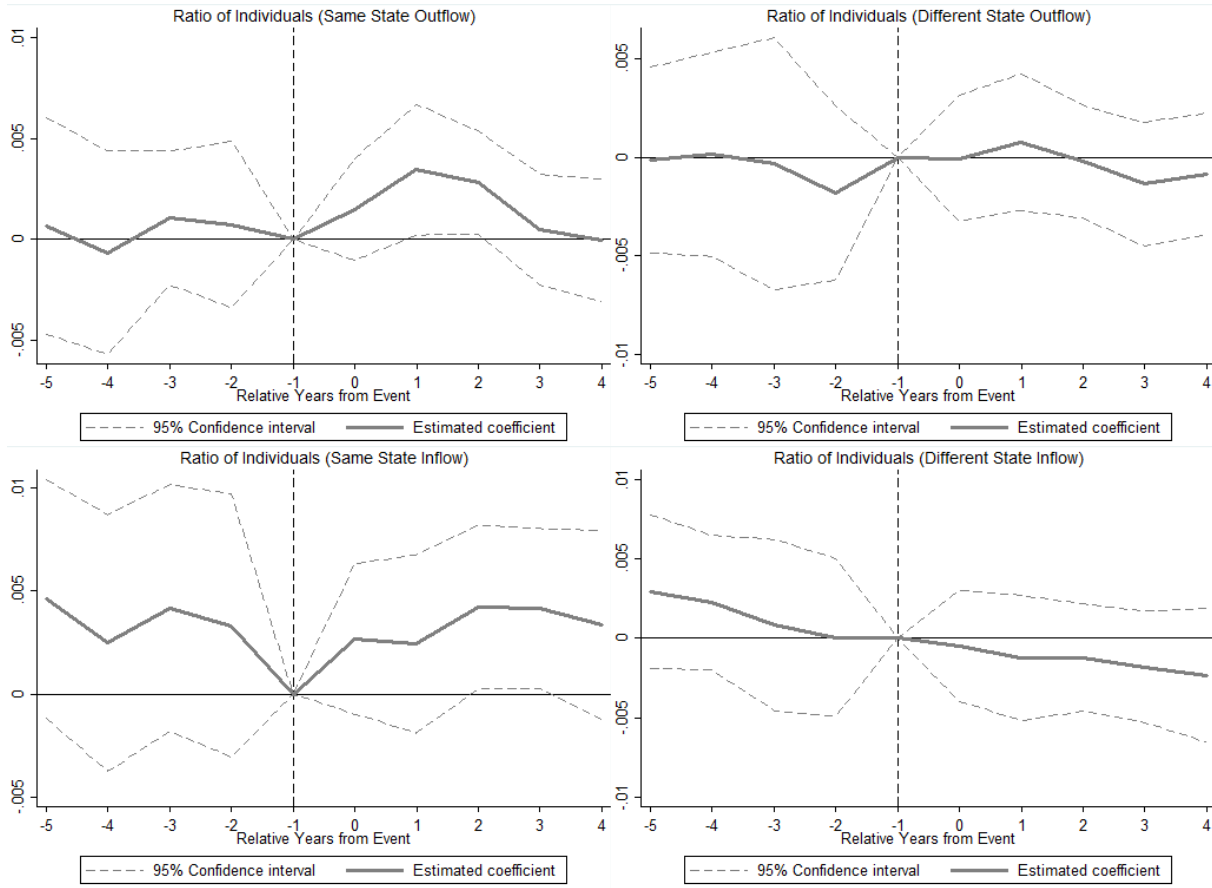 Ratio of Individuals (Same State Outflow)
.01
.005
0
-.005
-5 -4 -3 -2 -1 0 1 2 3 4
Relative Years from Event
95% Confidence interval Estimated coefficient
Ratio of Individuals (Different State Outflow)
.005
0
-.005
-.01
-5 -4 -3 -2 -1 0 1 2 3 4
Relative Years from Event
95% Confidence interval Estimated coefficient
Ratio of Individuals (Same State Inflow)
.01
.005
0
-.005
-5 -4 -3 -2 -1 0 1 2 3 4
Relative Years from Event
95% Confidence interval Estimated coefficient
Ratio of Individuals (Different State Inflow)
.01
.005
0
-.005
-.01
-5 -4 -3 -2 -1 0 1 2 3 4
Relative Years from Event
95% Confidence interval Estimated coefficient